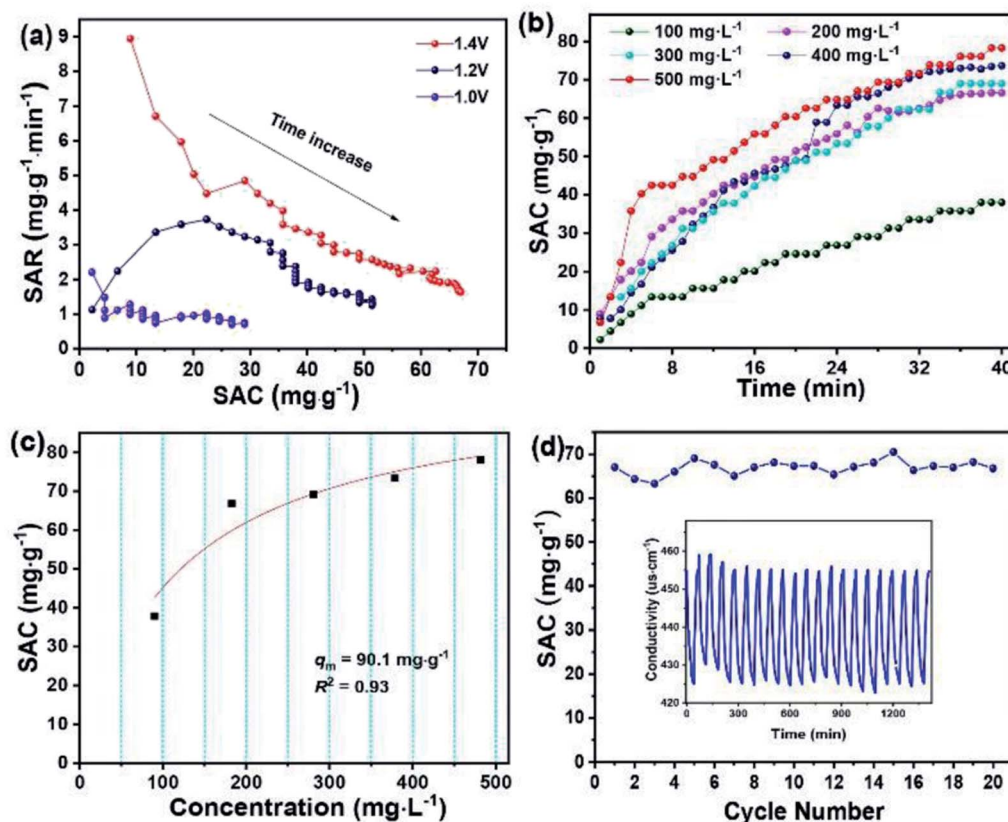 (a)
1.4V
1.2V
1.0V
Time increase
SAR (mg·g⁻¹·min⁻¹)
9
8
7
6
5
4
3
2
1
0
0 10 20 30 40 50 60 70
SAC (mg·g⁻¹)
(b)
100 mg·L⁻¹ 200 mg·L⁻¹
300 mg·L⁻¹ 400 mg·L⁻¹
500 mg·L⁻¹
SAC (mg·g⁻¹)
80
70
60
50
40
30
20
10
0
0 8 16 24 32 40
Time (min)
(c)
SAC (mg·g⁻¹)
80
70
60
50
40
30
20
10
0
qₘ = 90.1 mg·g⁻¹
R² = 0.93
100 200 300 400 500
Concentration (mg·L⁻¹)
(d)
SAC (mg·g⁻¹)
70
60
50
40
30
20
10
0
Conductivity (us·cm⁻¹)
460
450
440
430
420
0 300 600 900 1200
Time (min)
0 2 4 6 8 10 12 14 16 18 20
Cycle Number